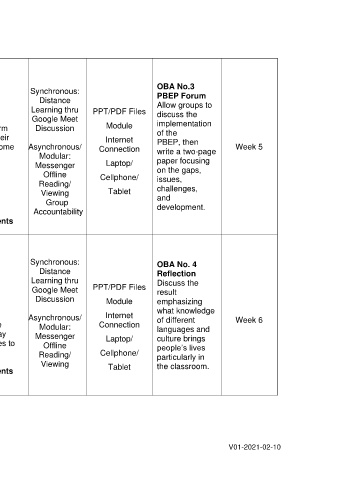 rm
eir
ome
ents
Synchronous:
Distance
Learning thru
Google Meet
Discussion
Asynchronous/
Modular:
Messenger
Offline
Reading/
Viewing
Group
Accountability
PPT/PDF Files
Module
Internet
Connection
Laptop/
Cellphone/
Tablet
OBA No.3
PBEP Forum
Allow groups to
discuss the
implementation
of the
PBEP, then
write a two-page
paper focusing
on the gaps,
issues,
challenges,
and
development.
Week 5
ay
es to
ents
Synchronous:
Distance
Learning thru
Google Meet
Discussion
Asynchronous/
Modular:
Messenger
Offline
Reading/
Viewing
PPT/PDF Files
Module
Internet
Connection
Laptop/
Cellphone/
Tablet
OBA No. 4
Reflection
Discuss the
result
emphasizing
what knowledge
of different
languages and
culture brings
people's lives
particularly in
the classroom.
Week 6
V01-2021-02-10